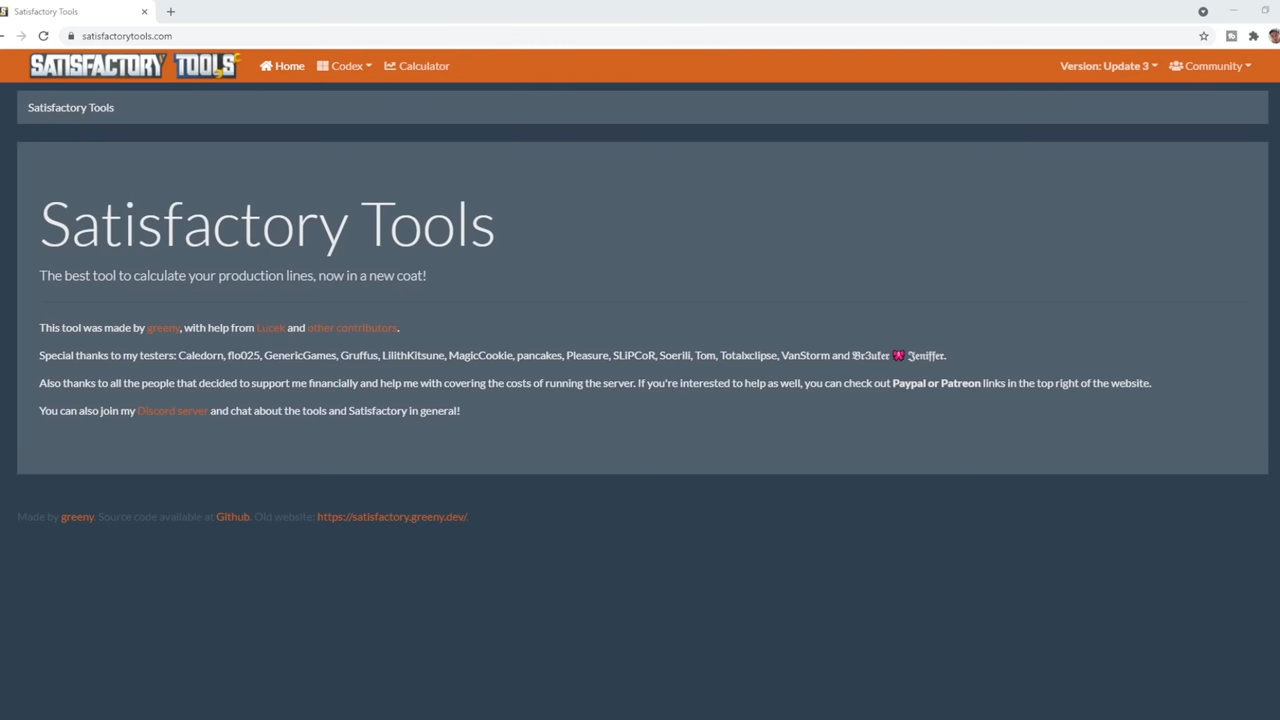 Satisfactory Tools
satisfactorytools.com
SATISFACTORY TOOLS Home Codex Calculator Version: Update 3 Community
Satisfactory Tools
Satisfactory Tools
The best tool to calculate your production lines, now in a new coat!
This tool was made by greeny, with help from Lucek and other contributors.
Special thanks to my testers: Caledorn, flo025, GenericGames, Gruffus, LilithKitsune, MagicCookie, pancakes, Pleasure, SLiPCoR, Soerili, Tom, Totalxclipse, VanStorm and 𝕭𝖗3𝖚𝖐𝖊𝖗 🎀 𝕵𝖊𝖓𝖎𝖋𝖋𝖊𝖗.
Also thanks to all the people that decided to support me financially and help me with covering the costs of running the server. If you're interested to help as well, you can check out Paypal or Patreon links in the top right of the website.
You can also join my Discord server and chat about the tools and Satisfactory in general!
Made by greeny. Source code available at Github. Old website: https://satisfactory.greeny.dev/.